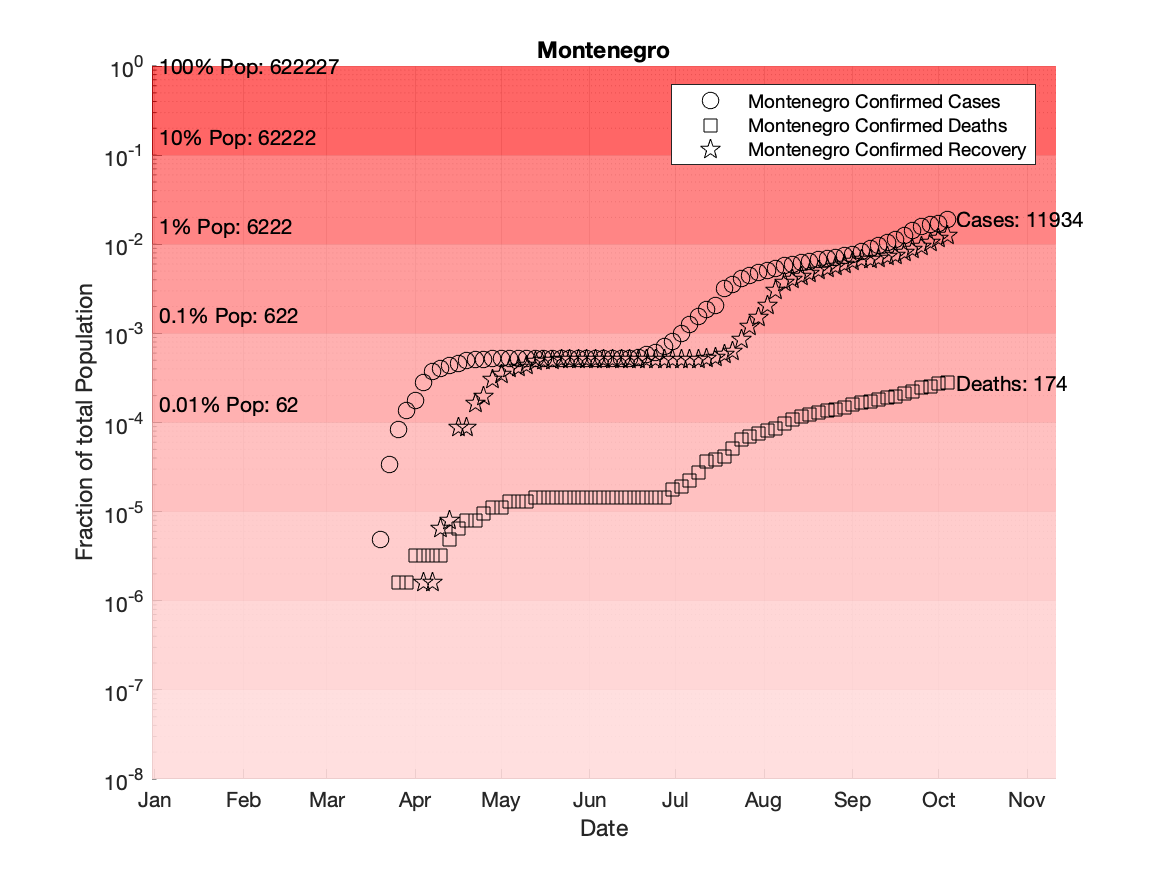 Montenegro
10^0
100% Pop: 622227
Montenegro Confirmed Cases
Montenegro Confirmed Deaths
Montenegro Confirmed Recovery
10% Pop: 62222
10^-1
1% Pop: 6222
Cases: 11934
10^-2
0.1% Pop: 622
10^-3
Deaths: 174
0.01% Pop: 62
10^-4
10^-5
10^-6
10^-7
10^-8
Fraction of total Population
Jan Feb Mar Apr May Jun Jul Aug Sep Oct Nov
Date